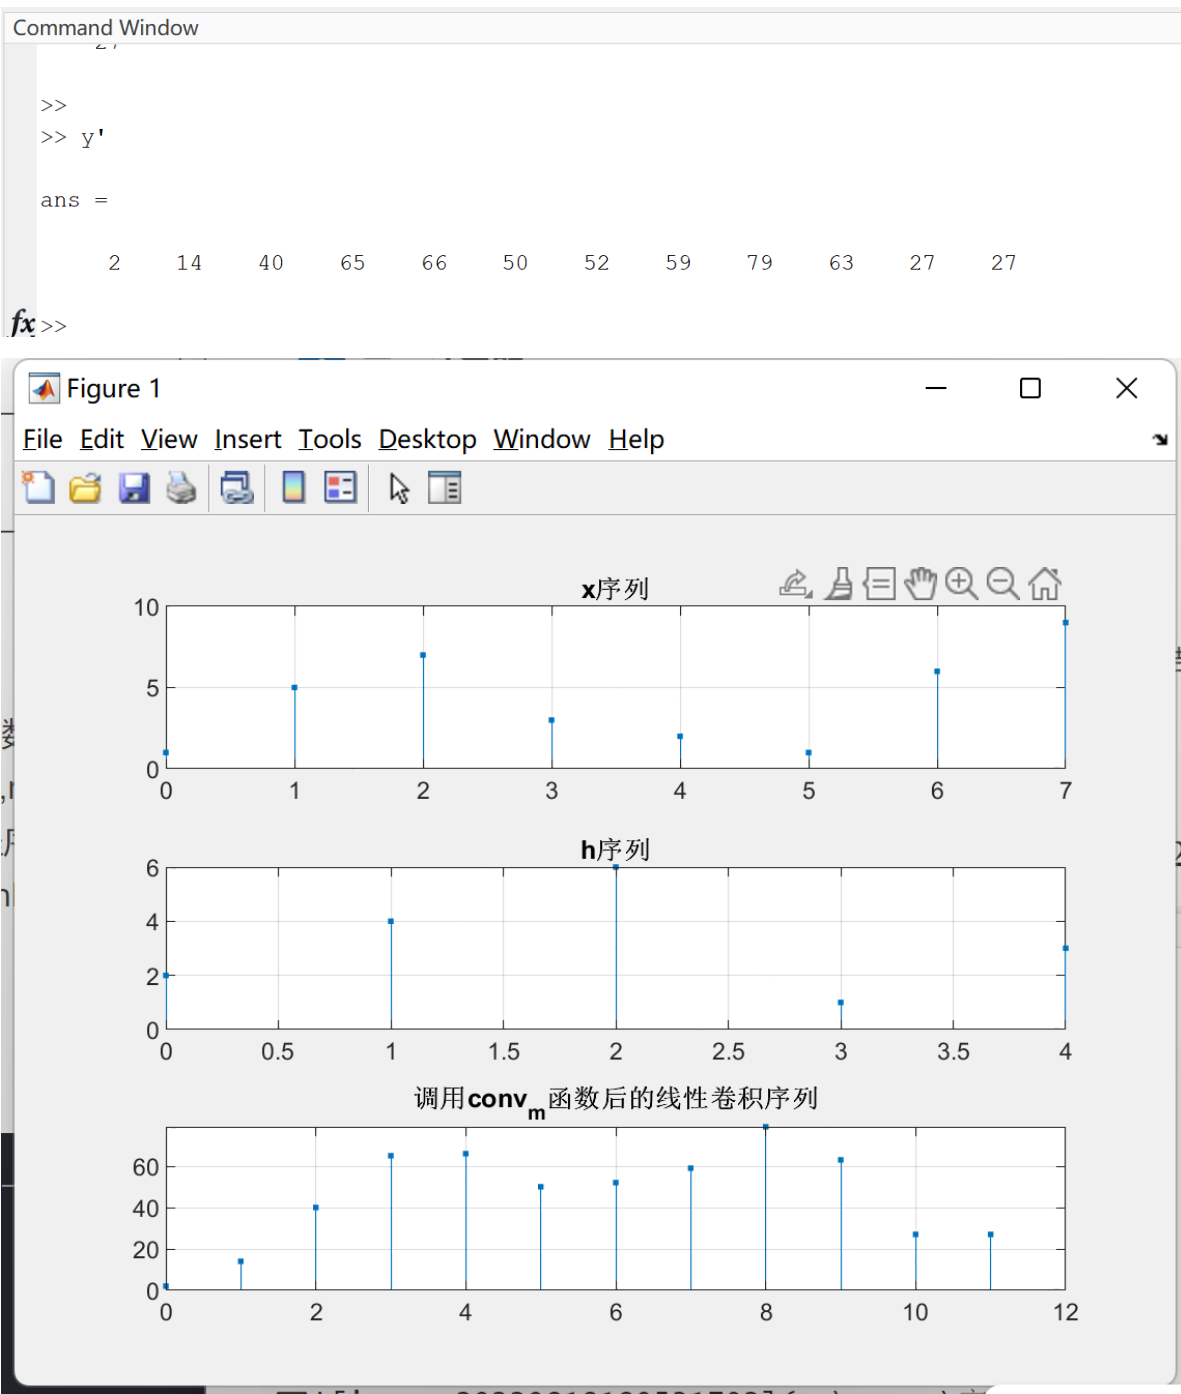 Command Window
>>
>> y'
ans =
2 14 40 65 66 50 52 59 79 63 27 27
fx >>
Figure 1
File Edit View Insert Tools Desktop Window Help
x序列
10
5
0
0 1 2 3 4 5 6 7
h序列
6
4
2
0
0 0.5 1 1.5 2 2.5 3 3.5 4
调用conv_m函数后的线性卷积序列
60
40
20
0
0 2 4 6 8 10 12